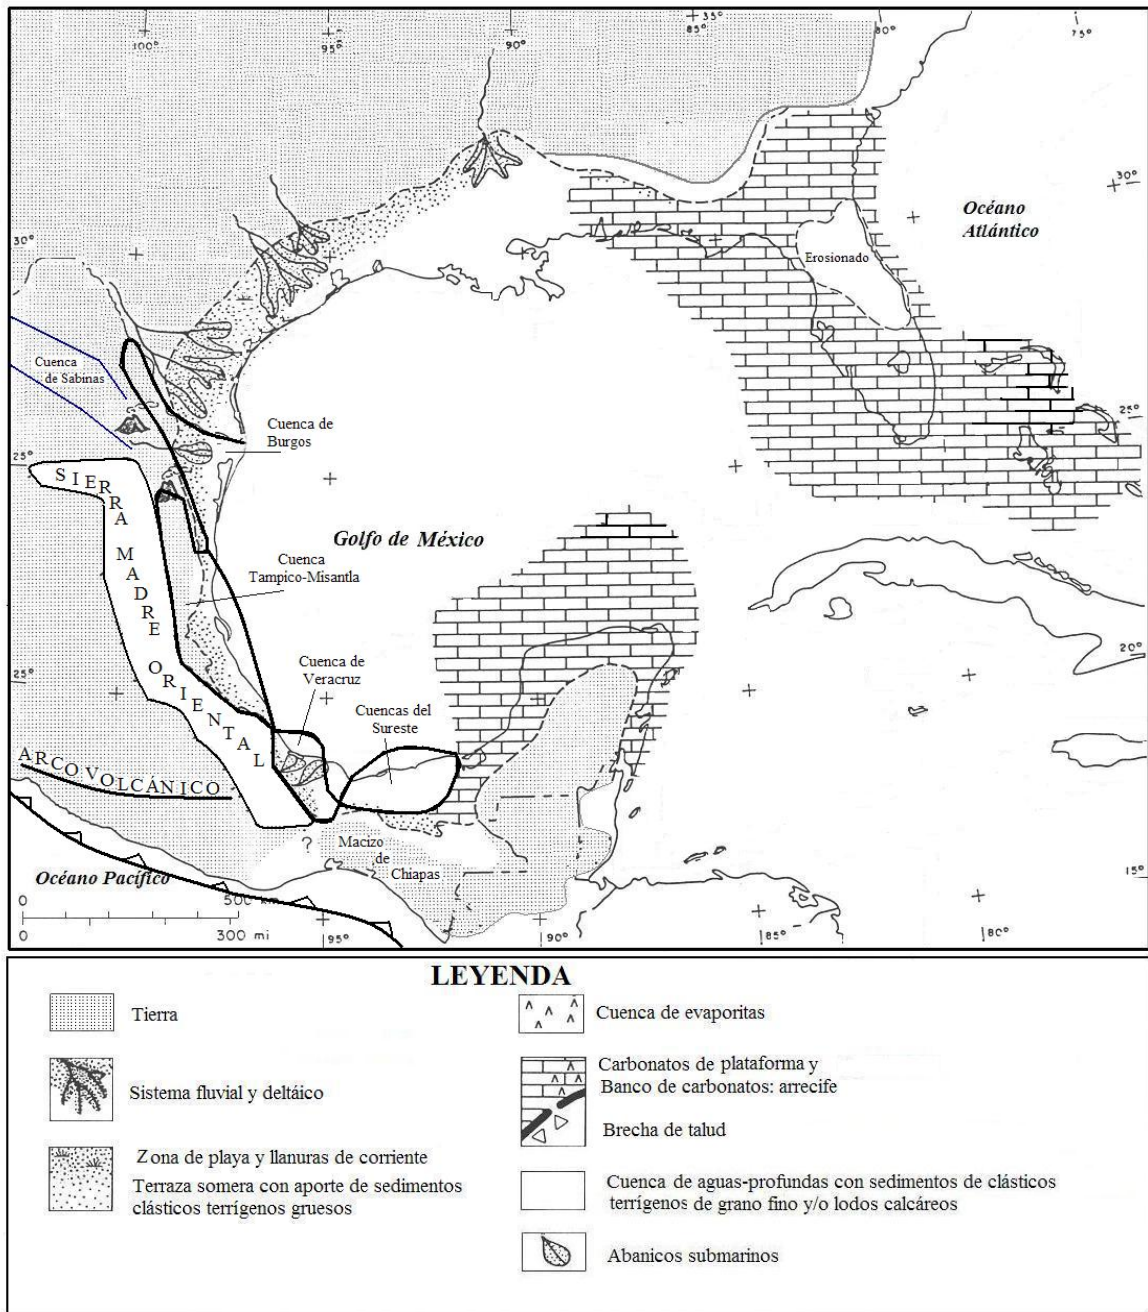 100°
95°
90°
35°
85°
80°
75°
30°
30°
Océano
Atlántico
Erosionado
Cuenca
de Sabinas
Cuenca de
Burgos
25°
25°
SIERRA MADRE ORIENTAL
Golfo de México
Cuenca
Tampico-Misantla
20°
25°
Cuenca de
Veracruz
Cuencas del
Sureste
ARCO VOLCÁNICO
?
Macizo
de
Chiapas
15°
Océano Pacífico
0
500 km
0
300 mi
95°
90°
85°
80°
LEYENDA
Tierra
Sistema fluvial y deltáico
Zona de playa y llanuras de corriente
Terraza somera con aporte de sedimentos
clásticos terrígenos gruesos
Cuenca de evaporitas
Carbonatos de plataforma y
Banco de carbonatos: arrecife
Brecha de talud
Cuenca de aguas-profundas con sedimentos de clásticos
terrígenos de grano fino y/o lodos calcáreos
Abanicos submarinos